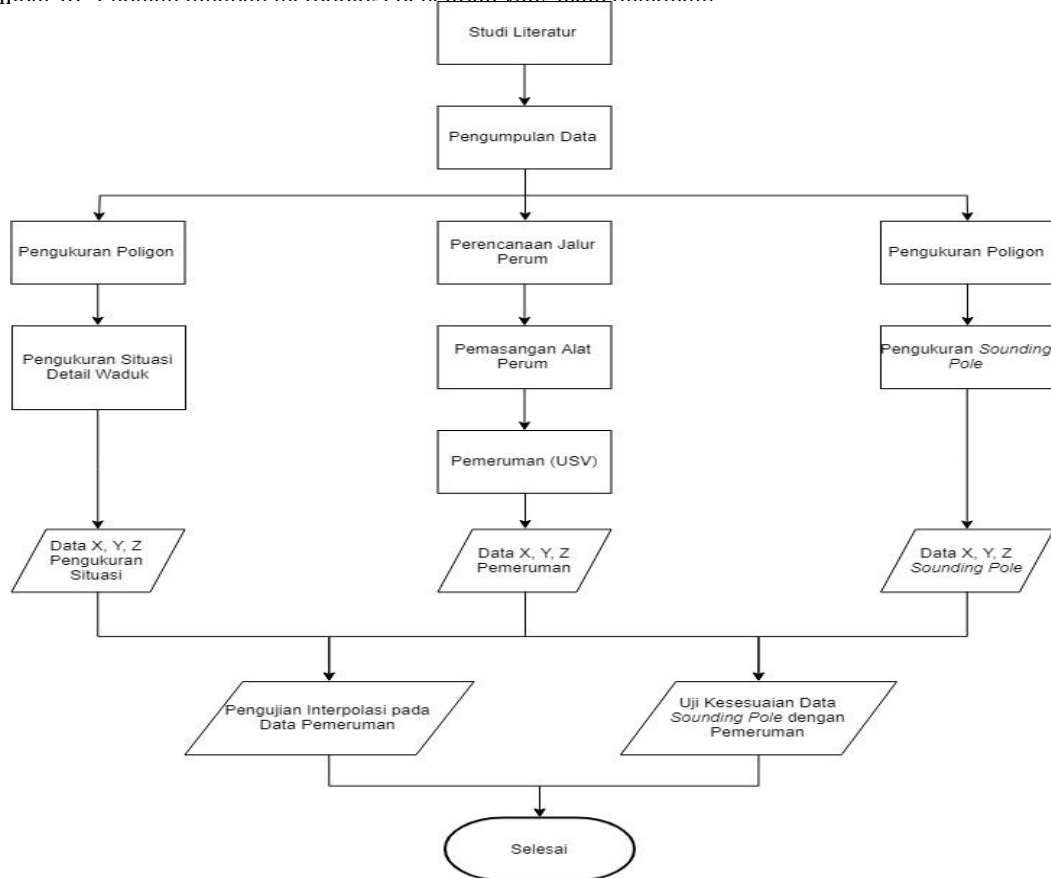 Studi Literatur
Pengumpulan Data
Pengukuran Poligon
Perencanaan Jalur
Perum
Pengukuran Poligon
Pengukuran Situasi
Detail Waduk
Pemasangan Alat
Perum
Pengukuran Sounding
Pole
Pemeruman (USV)
Data X, Y, Z
Pengukuran
Situasi
Data X, Y, Z
Pemeruman
Data X, Y, Z
Sounding Pole
Pengujian Interpolasi pada
Data Pemeruman
Uji Kesesuaian Data
Sounding Pole dengan
Pemeruman
Selesai